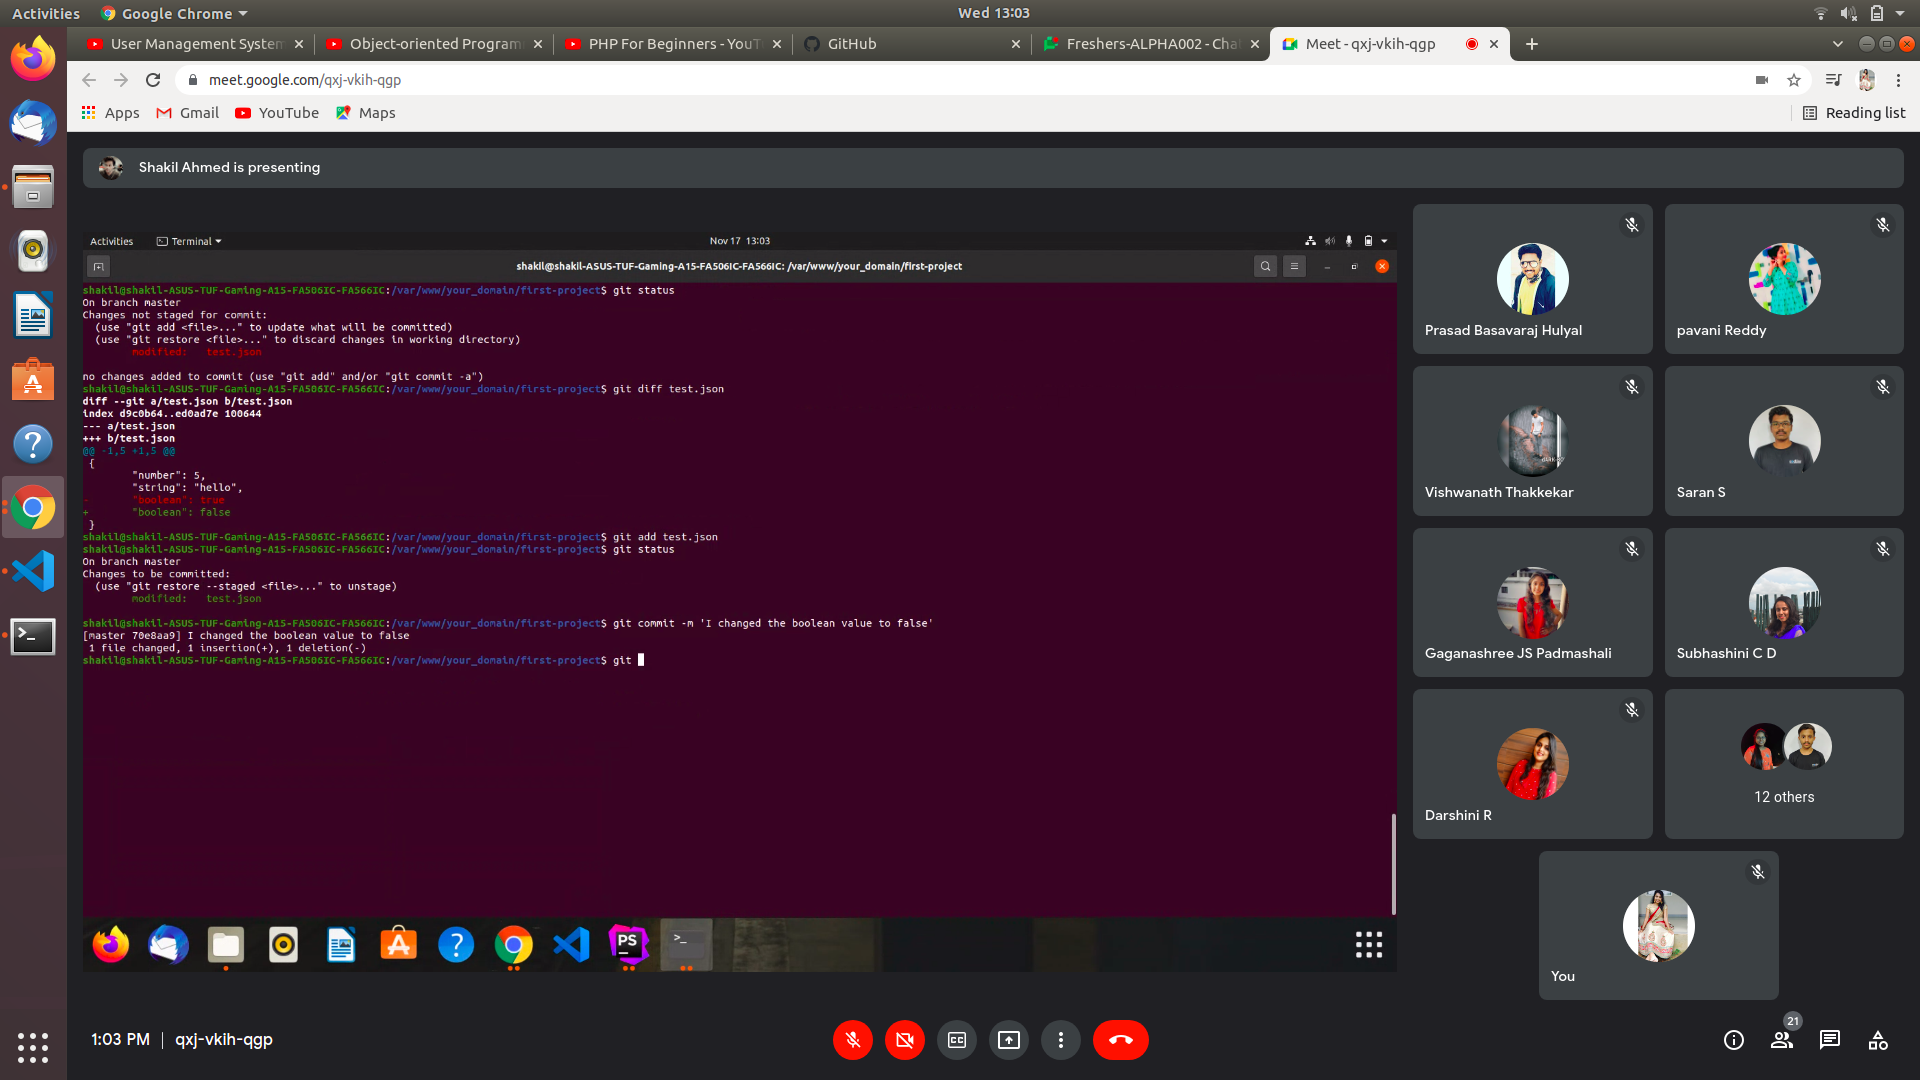 Activities
Google Chrome
Wed 13:03
User Management System
Object-oriented Program
PHP For Beginners - YouT
GitHub
Freshers-ALPHA002 - Cha
Meet - qxj-vkih-qgp
meet.google.com/qxj-vkih-qgp
Apps
Gmail
YouTube
Maps
Reading list
Shakil Ahmed is presenting
Activities
Terminal
Nov 17 13:03
shakil@shakil-ASUS-TUF-Gaming-A15-FA506IC-FA566IC: /var/www/your_domain/first-project
shakil@shakil-ASUS-TUF-Gaming-A15-FA506IC-FA566IC:/var/www/your_domain/first-project$ git status
On branch master
Changes not staged for commit:
(use "git add <file>..." to update what will be committed)
(use "git restore <file>..." to discard changes in working directory)
modified: test.json
no changes added to commit (use "git add" and/or "git commit -a")
shakil@shakil-ASUS-TUF-Gaming-A15-FA506IC-FA566IC:/var/www/your_domain/first-project$ git diff test.json
diff --git a/test.json b/test.json
index d9c0b64..ed0ad7e 100644
--- a/test.json
+++ b/test.json
@@ -1,5 +1,5 @@
{
"number": 5,
"string": "hello",
- "boolean": true
+ "boolean": false
}
shakil@shakil-ASUS-TUF-Gaming-A15-FA506IC-FA566IC:/var/www/your_domain/first-project$ git add test.json
shakil@shakil-ASUS-TUF-Gaming-A15-FA506IC-FA566IC:/var/www/your_domain/first-project$ git status
On branch master
Changes to be committed:
(use "git restore --staged <file>..." to unstage)
modified: test.json
shakil@shakil-ASUS-TUF-Gaming-A15-FA506IC-FA566IC:/var/www/your_domain/first-project$ git commit -m 'I changed the boolean value to false'
[master 70e8aa9] I changed the boolean value to false
1 file changed, 1 insertion(+), 1 deletion(-)
shakil@shakil-ASUS-TUF-Gaming-A15-FA506IC-FA566IC:/var/www/your_domain/first-project$ git
PS
Prasad Basavaraj Hulyal
pavani Reddy
Vishwanath Thakkekar
Saran S
Gaganashree JS Padmashali
Subhashini C D
Darshini R
12 others
You
1:03 PM | qxj-vkih-qgp
21